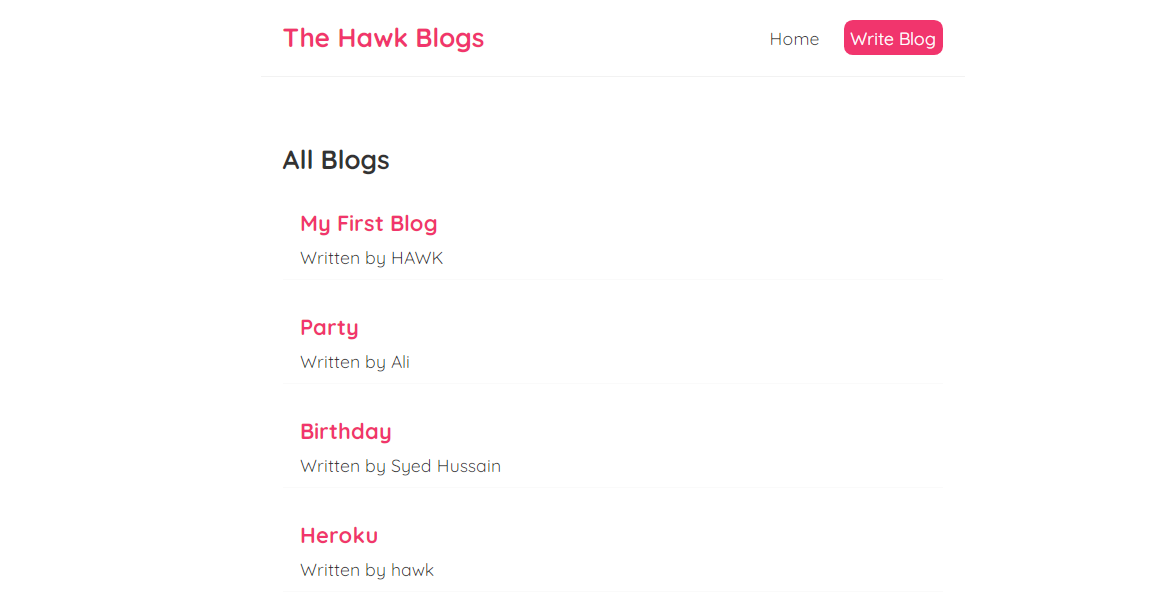 The Hawk Blogs
Home
Write Blog
All Blogs
My First Blog
Written by HAWK
Party
Written by Ali
Birthday
Written by Syed Hussain
Heroku
Written by hawk